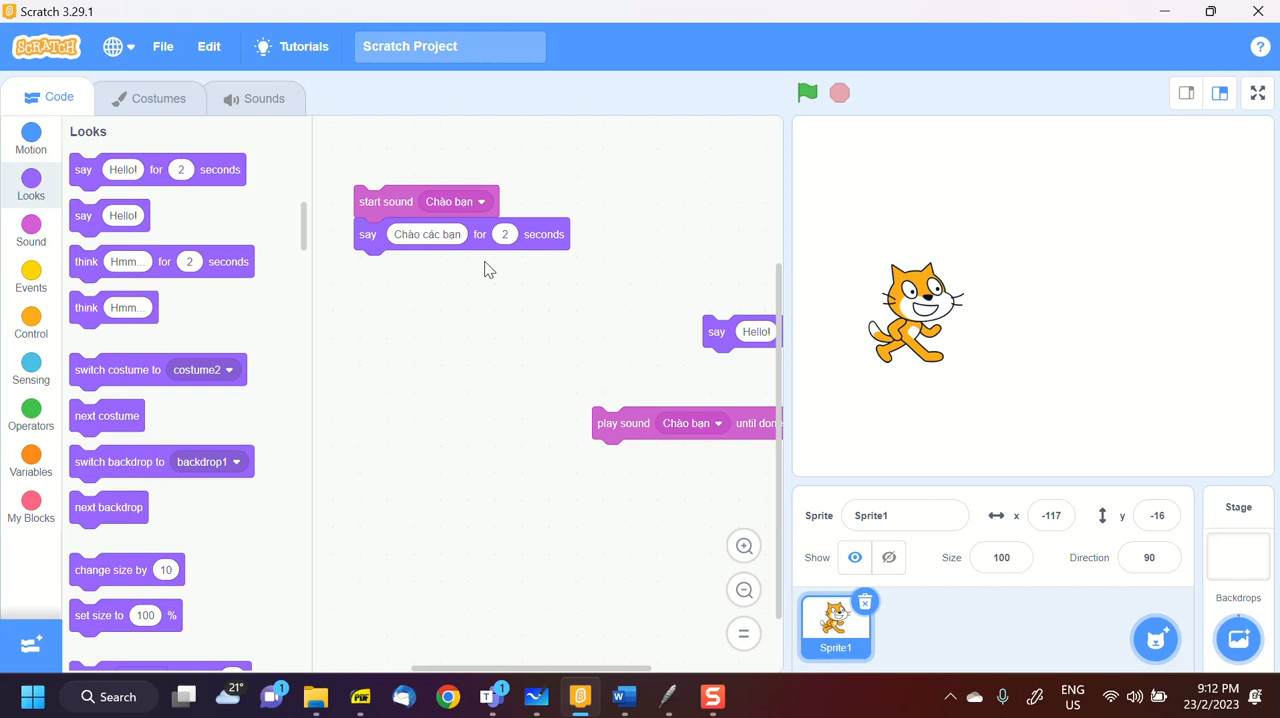 Scratch 3.29.1
SCRATCH
File
Edit
Tutorials
Scratch Project
?
Code
Costumes
Sounds
Motion
Looks
Sound
Events
Control
Sensing
Operators
Variables
My Blocks
Looks
say Hello! for 2 seconds
say Hello!
think Hmm... for 2 seconds
think Hmm...
switch costume to costume2
next costume
switch backdrop to backdrop1
next backdrop
change size by 10
set size to 100 %
start sound Chào bạn
say Chào các bạn for 2 seconds
say Hello!
play sound Chào bạn until don
Sprite Sprite1 x -117 y -16
Show Size 100 Direction 90
Sprite1
Stage
Backdrops
Search
21°
1
PDF
1
W
S
ENG
US
9:12 PM
23/2/2023